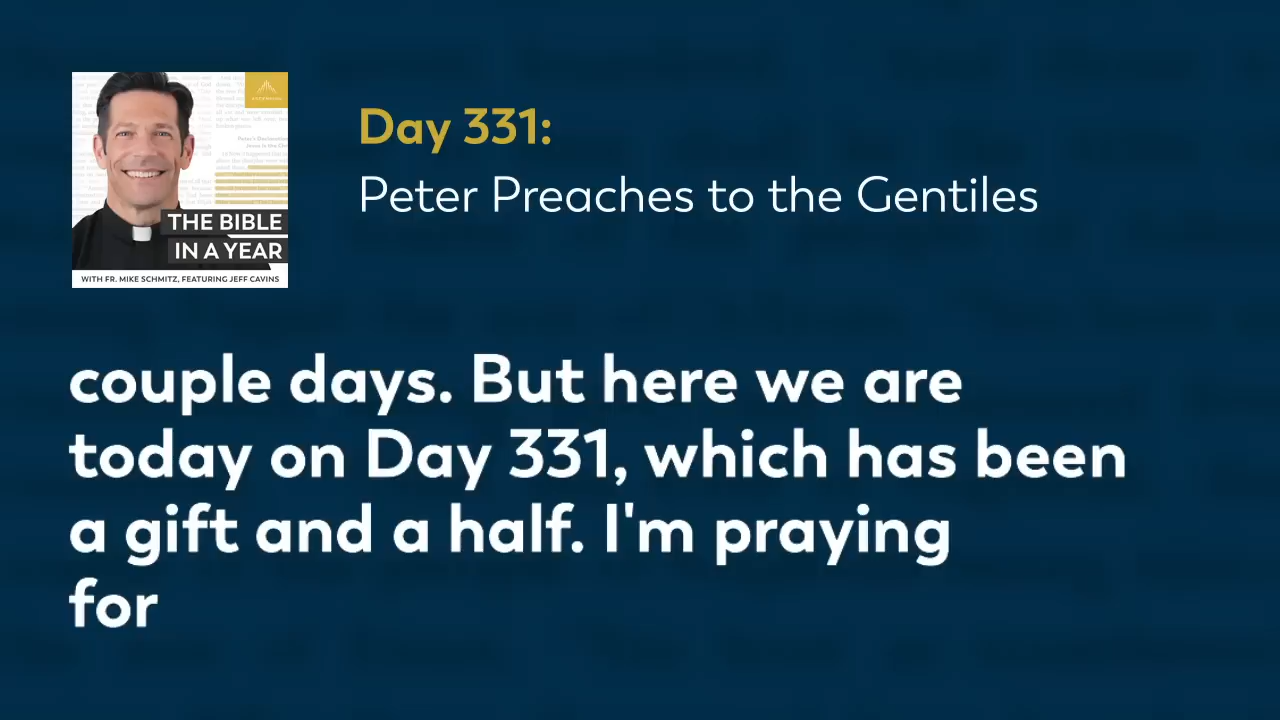 Day 331:
Peter Preaches to the Gentiles
ASCENSION
THE BIBLE
IN A YEAR
WITH FR. MIKE SCHMITZ, FEATURING JEFF CAVINS
couple days. But here we are
today on Day 331, which has been
a gift and a half. I'm praying
for